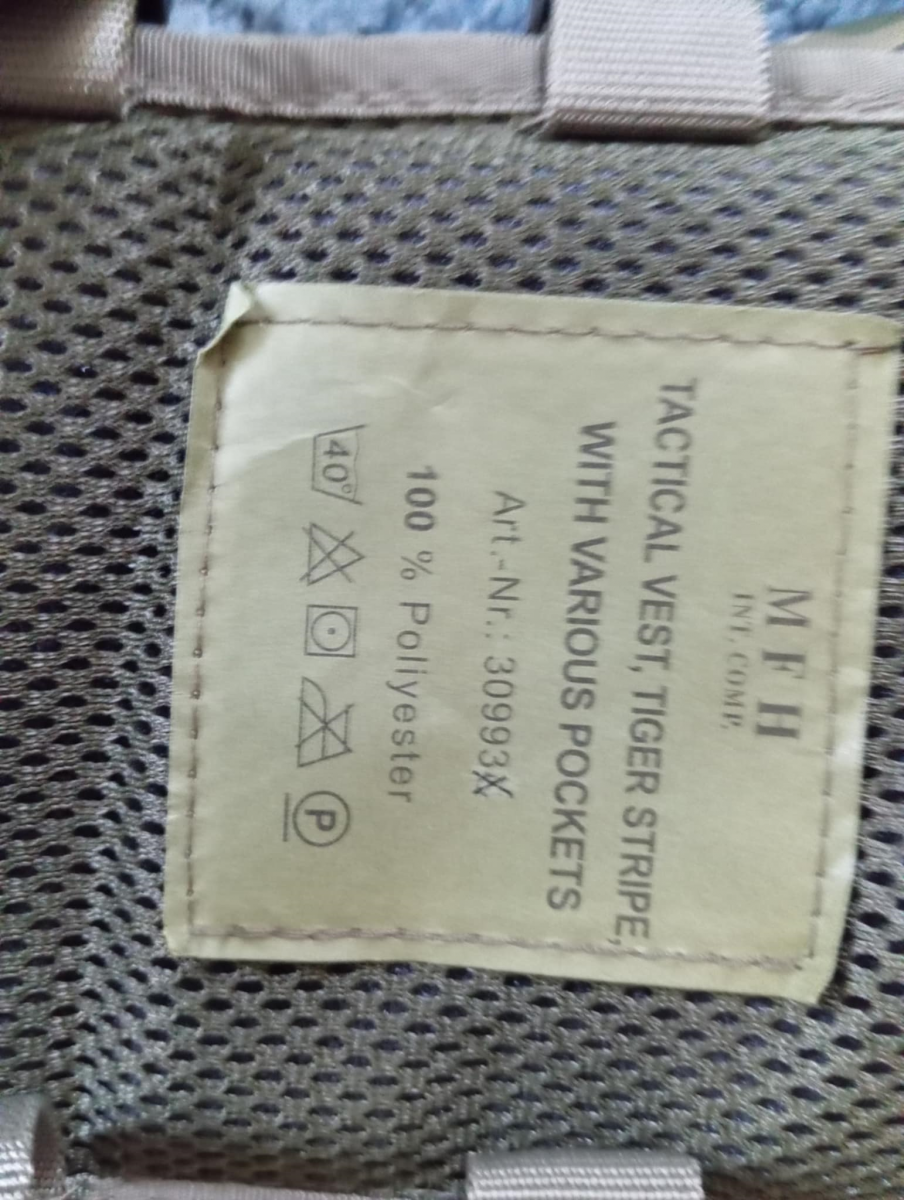 MFH
INT. COMP.
TACTICAL VEST, TIGER STRIPE,
WITH VARIOUS POCKETS
Art.-Nr.: 30993X
100 % Poliyester
40° P